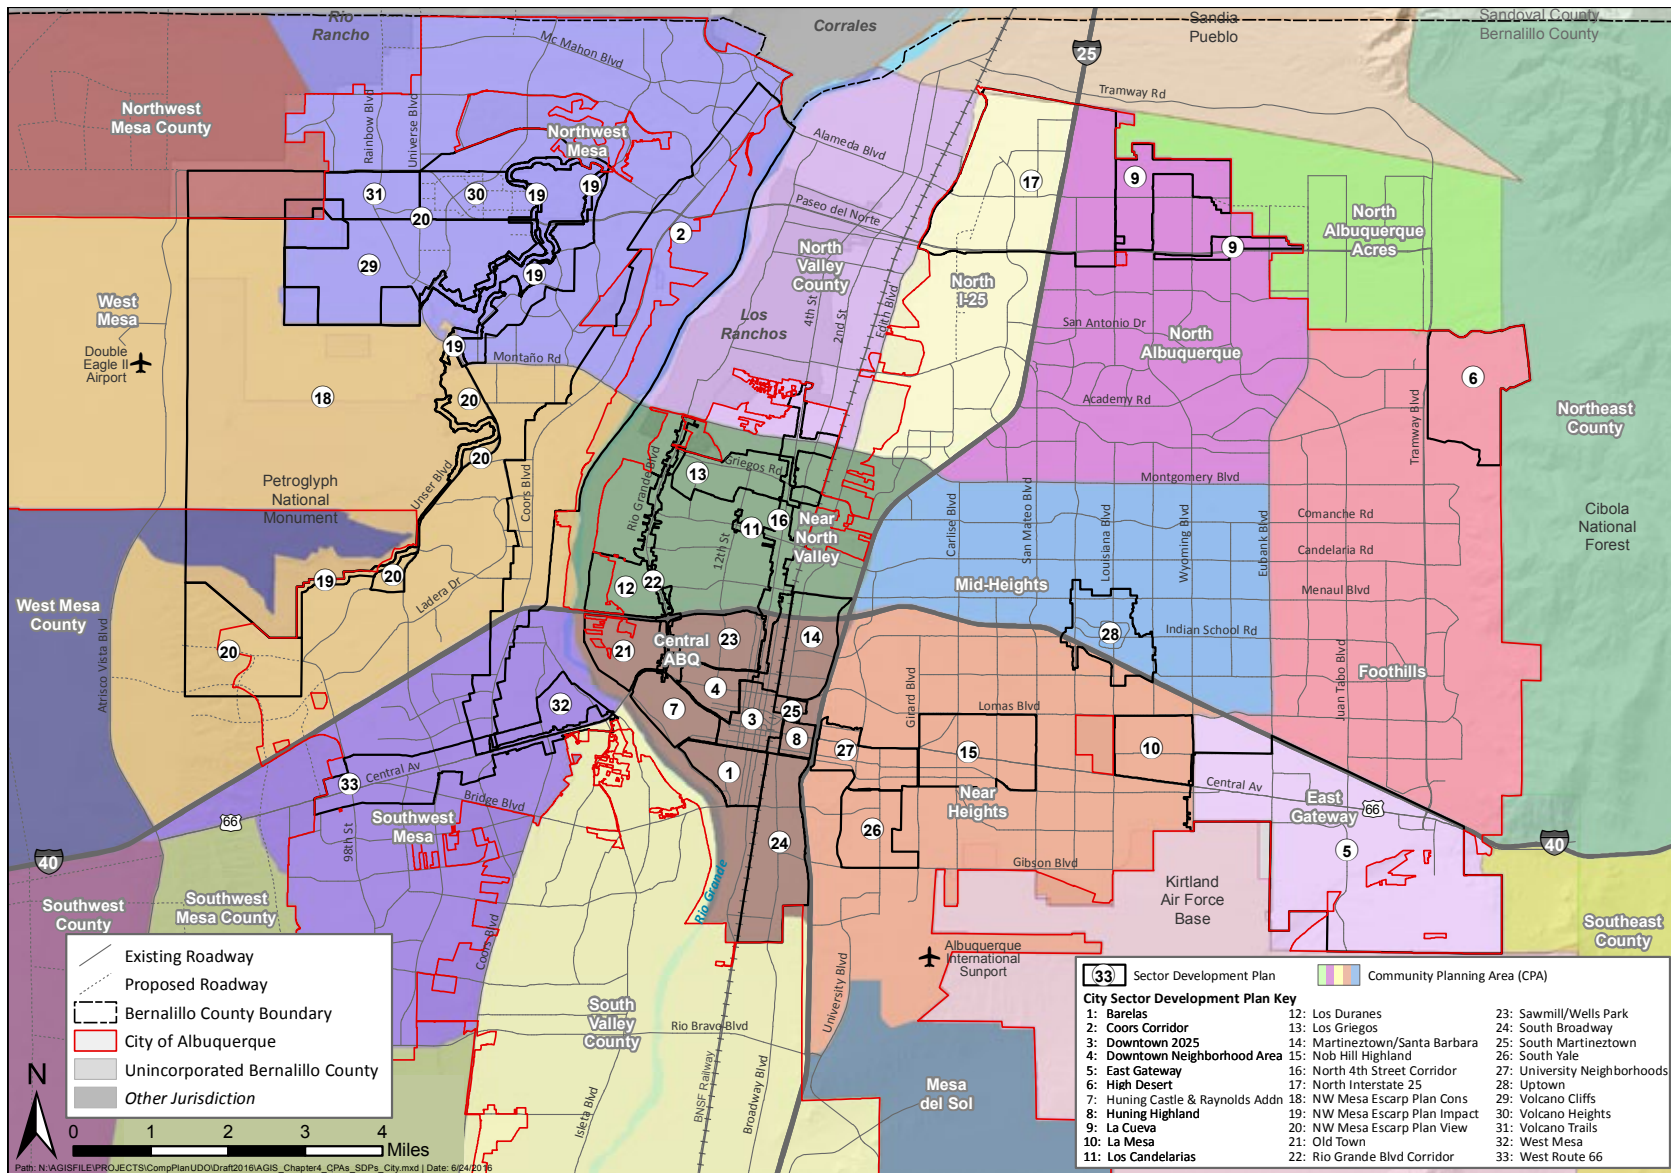 Rio
Rancho
Corrales
Sandia
Pueblo
Sandoval County
Bernalillo County
25
Mc Mahon Blvd
Tramway Rd
Northwest
Mesa County
Rainbow Blvd
Universe Blvd
Northwest
Mesa
Alameda Blvd
17
9
31
30
19
19
20
Paseo del Norte
2
North
Albuquerque
Acres
9
29
19
North
Valley
County
North
I-25
West
Mesa
Los
Ranchos
4th St
2nd St
Edith Blvd
San Antonio Dr
North
Albuquerque
Double
Eagle II
Airport
19
Montaño Rd
6
18
20
Academy Rd
Tramway Blvd
Northeast
County
20
Unser Blvd
Coors Blvd
Rio Grande Blvd
13
Griegos Rd
Montgomery Blvd
Petroglyph
National
Monument
11
16
12th St
Near
North
Valley
Carlise Blvd
San Mateo Blvd
Louisiana Blvd
Wyoming Blvd
Eubank Blvd
Comanche Rd
Candelaria Rd
Cibola
National
Forest
19
20
Ladera Dr
12
22
Mid-Heights
Menaul Blvd
West Mesa
County
Atrisco Vista Blvd
20
21
Central
ABQ
23
14
28
Indian School Rd
Juan Tabo Blvd
Foothills
4
Girard Blvd
Lomas Blvd
32
7
3
25
8
27
15
10
33
Central Av
1
Near
Heights
Central Av
East
Gateway
66
66
Bridge Blvd
Southwest
Mesa
98th St
26
24
5
40
40
Gibson Blvd
Rio Grande
Kirtland
Air Force
Base
Southwest
County
Southwest
Mesa County
Coors Blvd
Southeast
County
Albuquerque
International
Sunport
University Blvd
South
Valley
County
Rio Bravo Blvd
BNSF Railway
Broadway Blvd
Isleta Blvd
Mesa
del Sol
Existing Roadway
Proposed Roadway
Bernalillo County Boundary
City of Albuquerque
Unincorporated Bernalillo County
Other Jurisdiction
N
0 1 2 3 4
Miles
Path: N:\AGISFILE\PROJECTS\CompPlanUDO\Draft2016\AGIS_Chapter4_CPAs_SDPs_City.mxd | Date: 6/24/2016
33 Sector Development Plan Community Planning Area (CPA)
City Sector Development Plan Key
1: Barelas
2: Coors Corridor
3: Downtown 2025
4: Downtown Neighborhood Area
5: East Gateway
6: High Desert
7: Huning Castle & Raynolds Addn
8: Huning Highland
9: La Cueva
10: La Mesa
11: Los Candelarias
12: Los Duranes
13: Los Griegos
14: Martineztown/Santa Barbara
15: Nob Hill Highland
16: North 4th Street Corridor
17: North Interstate 25
18: NW Mesa Escarp Plan Cons
19: NW Mesa Escarp Plan Impact
20: NW Mesa Escarp Plan View
21: Old Town
22: Rio Grande Blvd Corridor
23: Sawmill/Wells Park
24: South Broadway
25: South Martineztown
26: South Yale
27: University Neighborhoods
28: Uptown
29: Volcano Cliffs
30: Volcano Heights
31: Volcano Trails
32: West Mesa
33: West Route 66